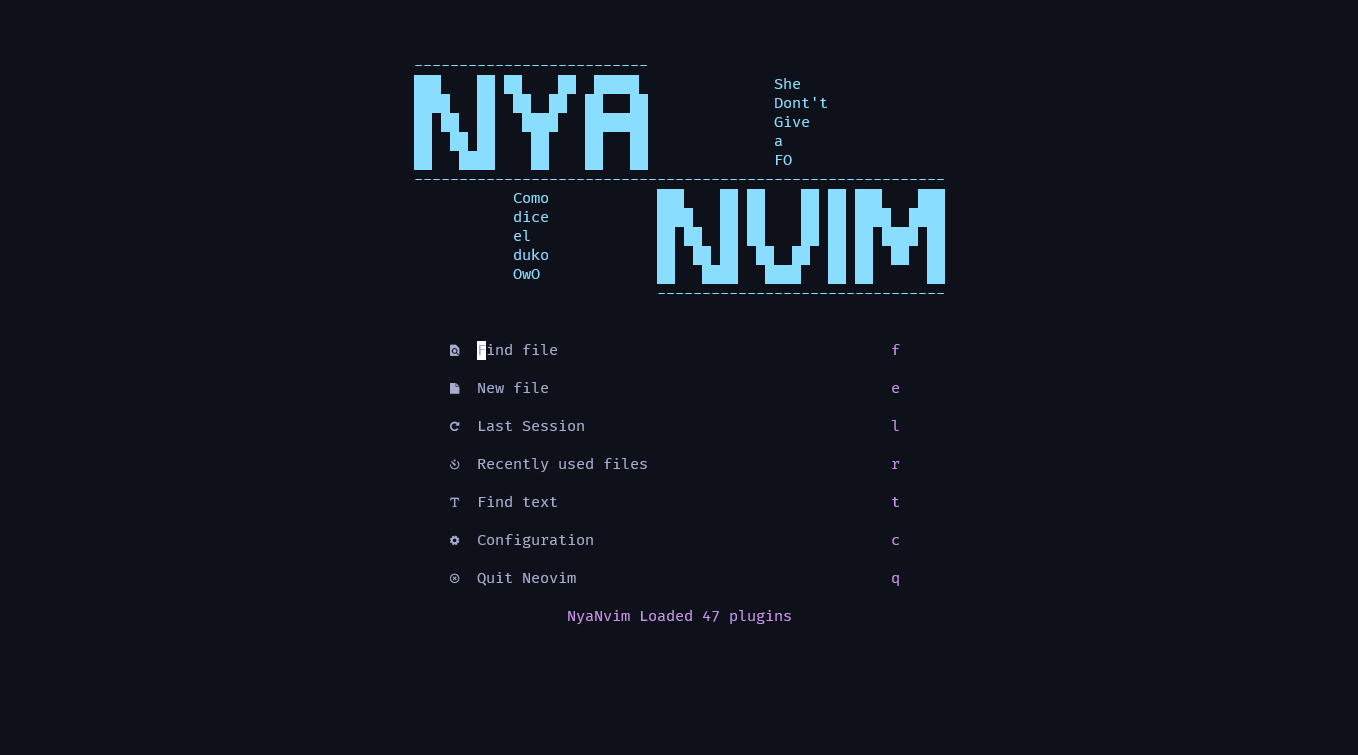 NYA
She
Dont't
Give
a
FO
Como
dice
el
duko
OwO
NVIM
Find file f
New file e
Last Session l
Recently used files r
Find text t
Configuration c
Quit Neovim q
NyaNvim Loaded 47 plugins